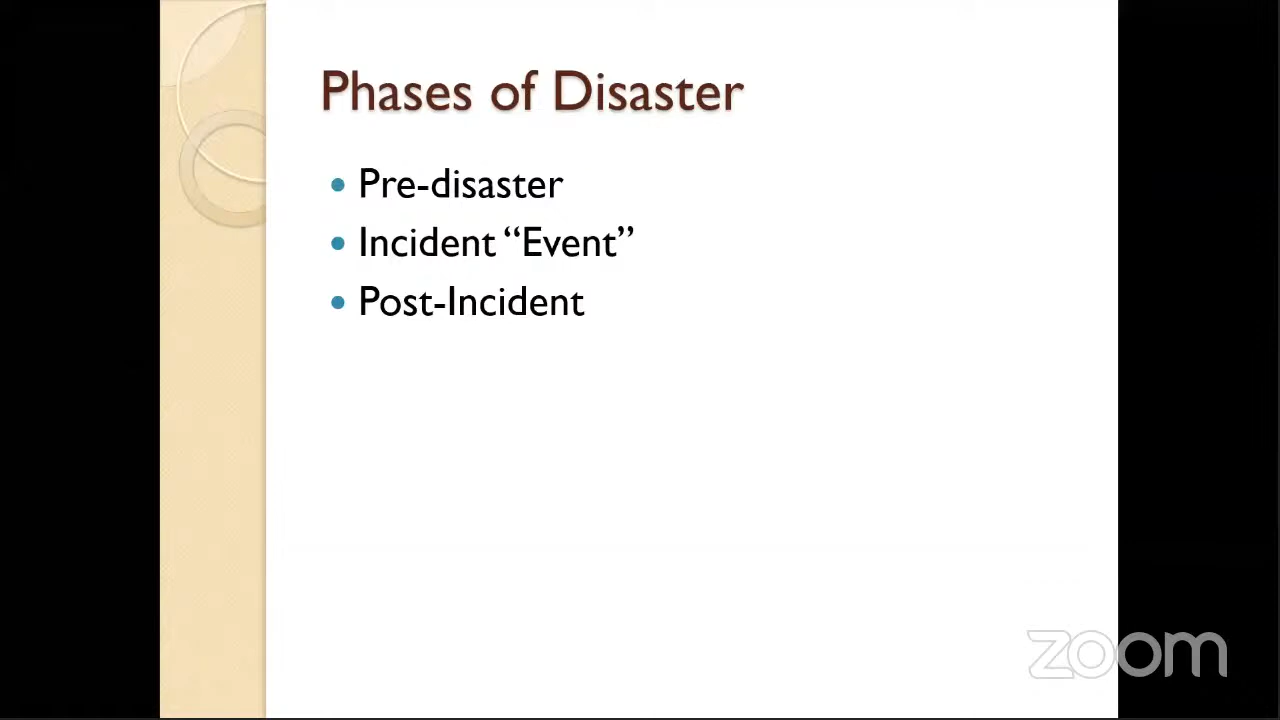 Phases of Disaster
Pre-disaster
Incident “Event”
Post-Incident
zoom